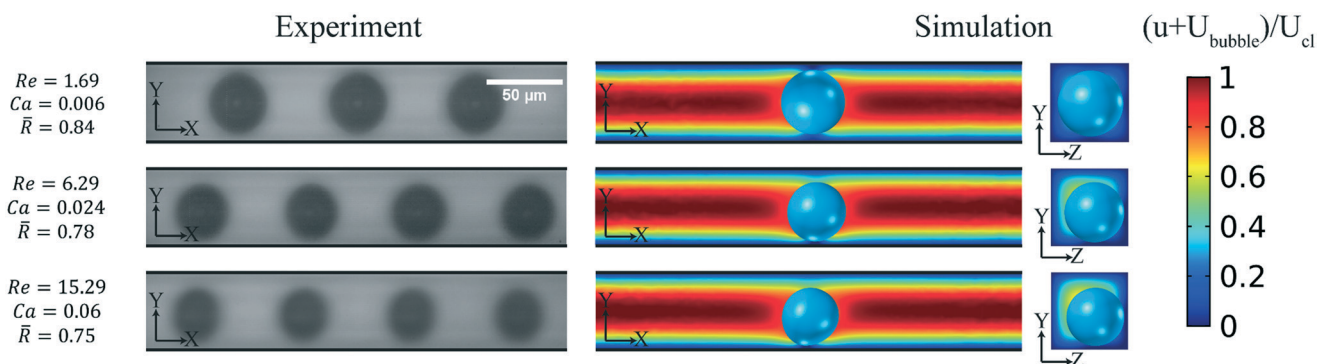 Experiment
Simulation
(u+U_bubble)/U_cl
Re = 1.69
Ca = 0.006
R̄ = 0.84
Y
X
50 µm
Y
X
Y
Z
Re = 6.29
Ca = 0.024
R̄ = 0.78
Y
X
Y
X
Y
Z
Re = 15.29
Ca = 0.06
R̄ = 0.75
Y
X
Y
X
Y
Z
1
0.8
0.6
0.4
0.2
0